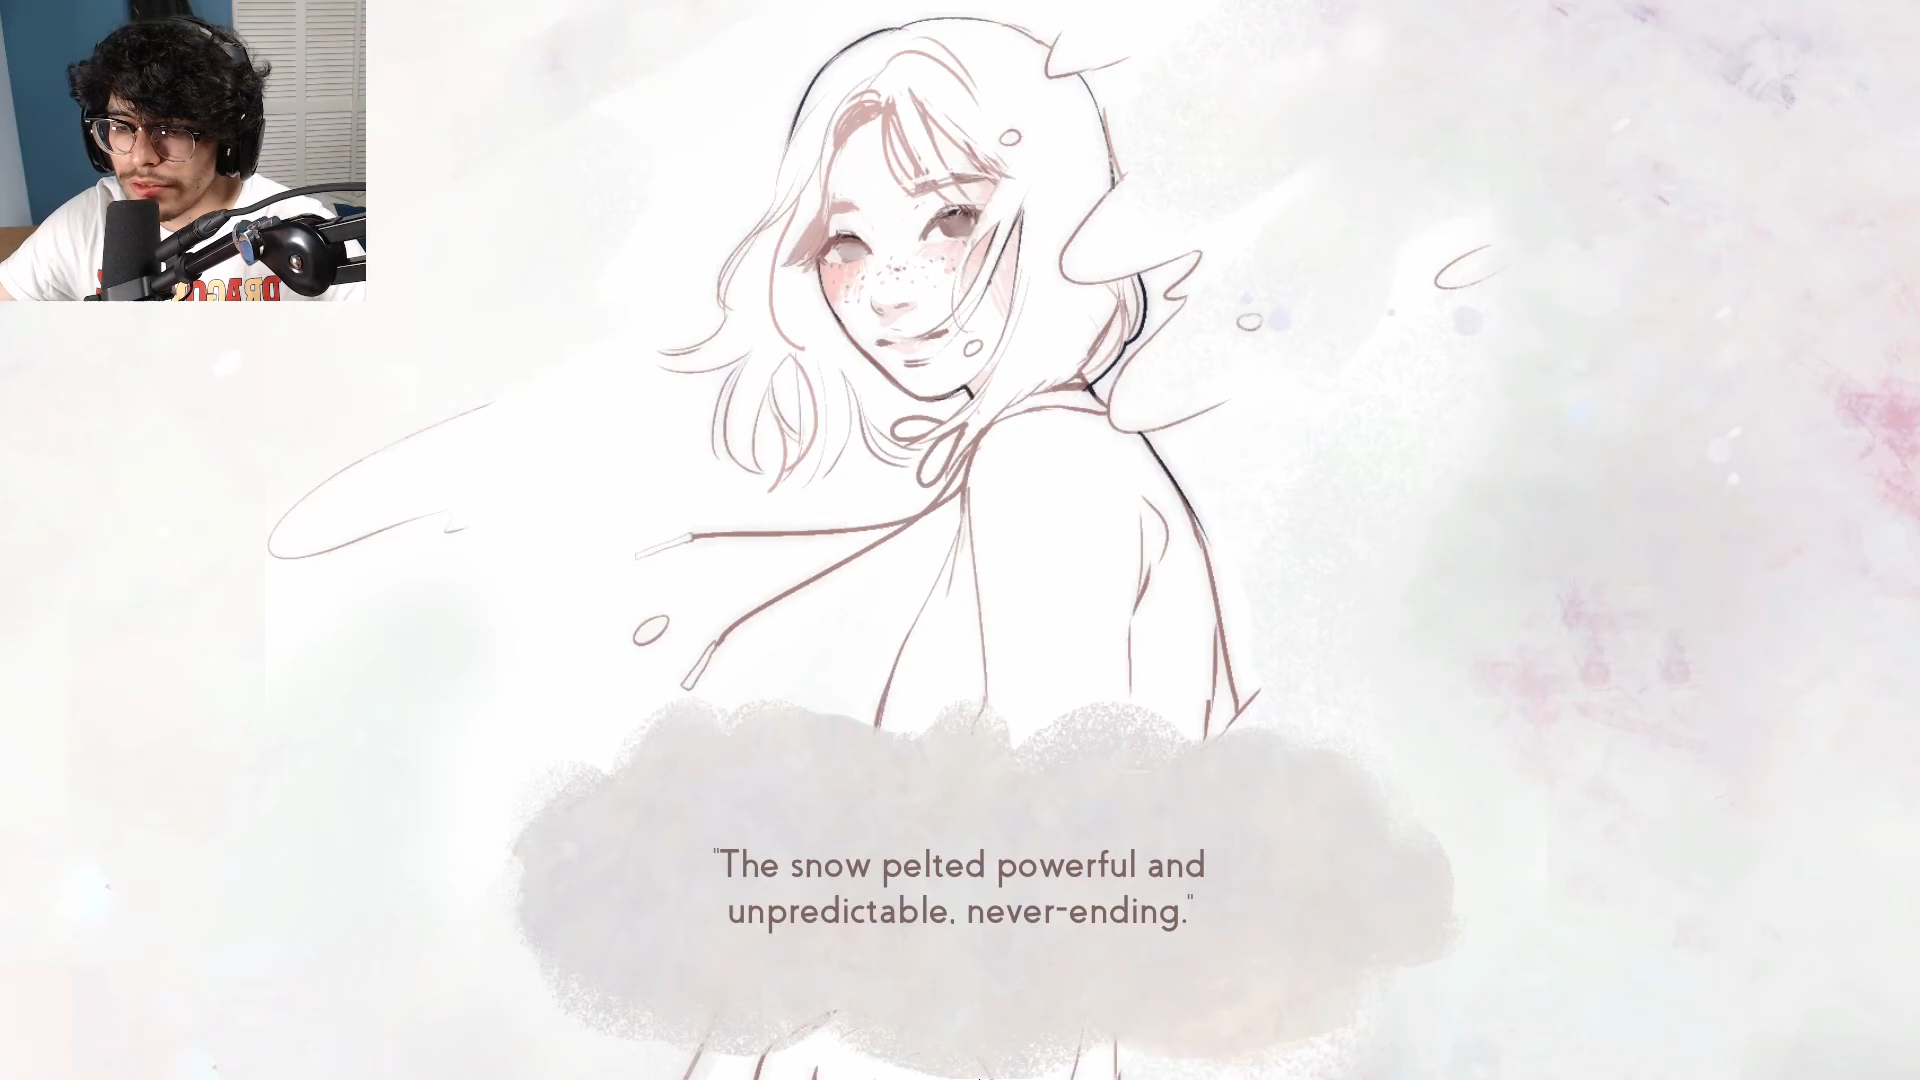 "The snow pelted powerful and
unpredictable. never-ending."